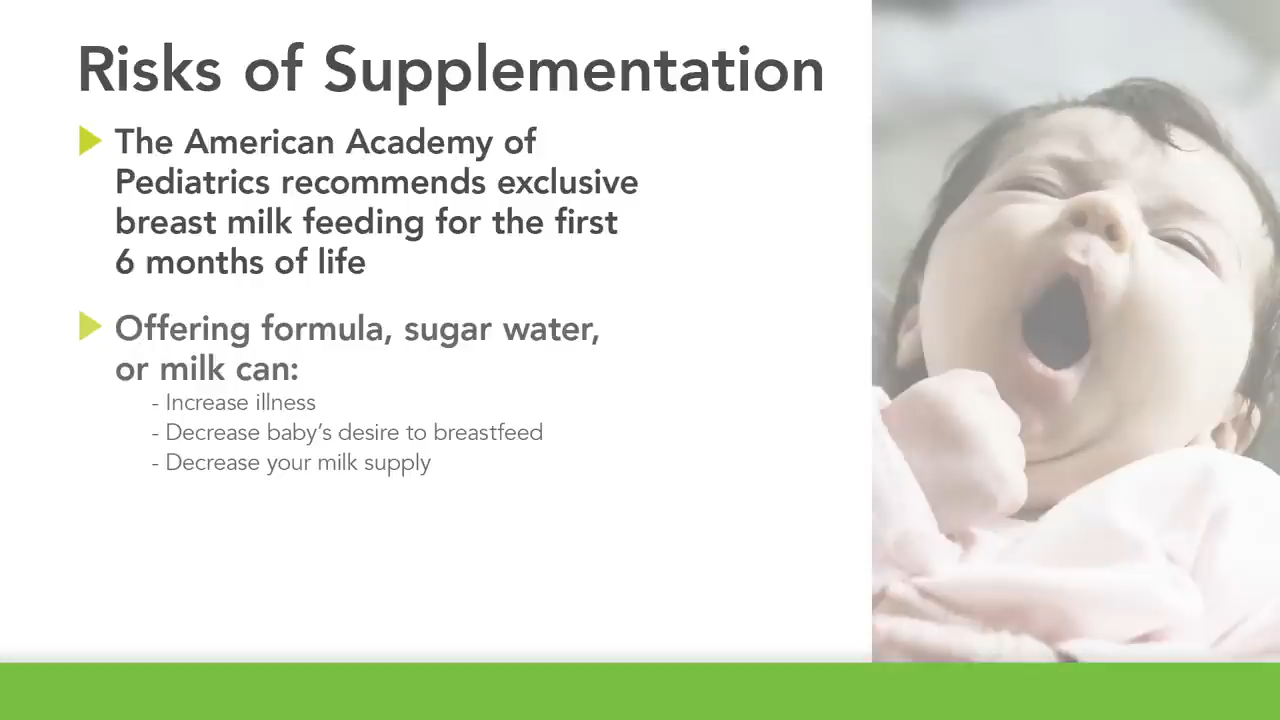 Risks of Supplementation
The American Academy of
Pediatrics recommends exclusive
breast milk feeding for the first
6 months of life
Offering formula, sugar water,
or milk can:
- Increase illness
- Decrease baby’s desire to breastfeed
- Decrease your milk supply